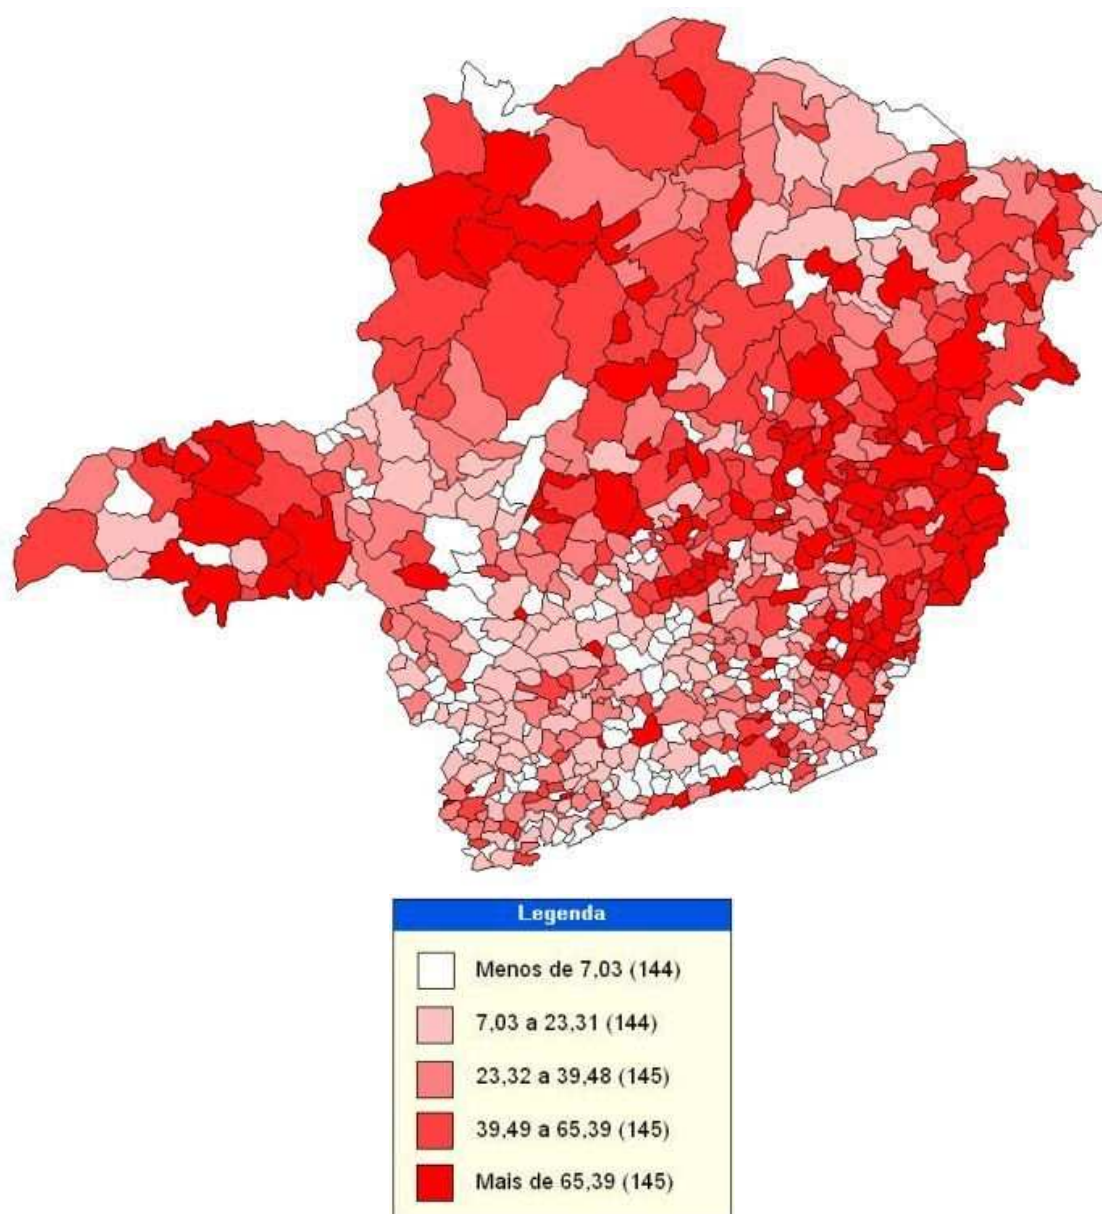 Legenda
Menos de 7,03 (144)
7,03 a 23,31 (144)
23,32 a 39,48 (145)
39,49 a 65,39 (145)
Mais de 65,39 (145)